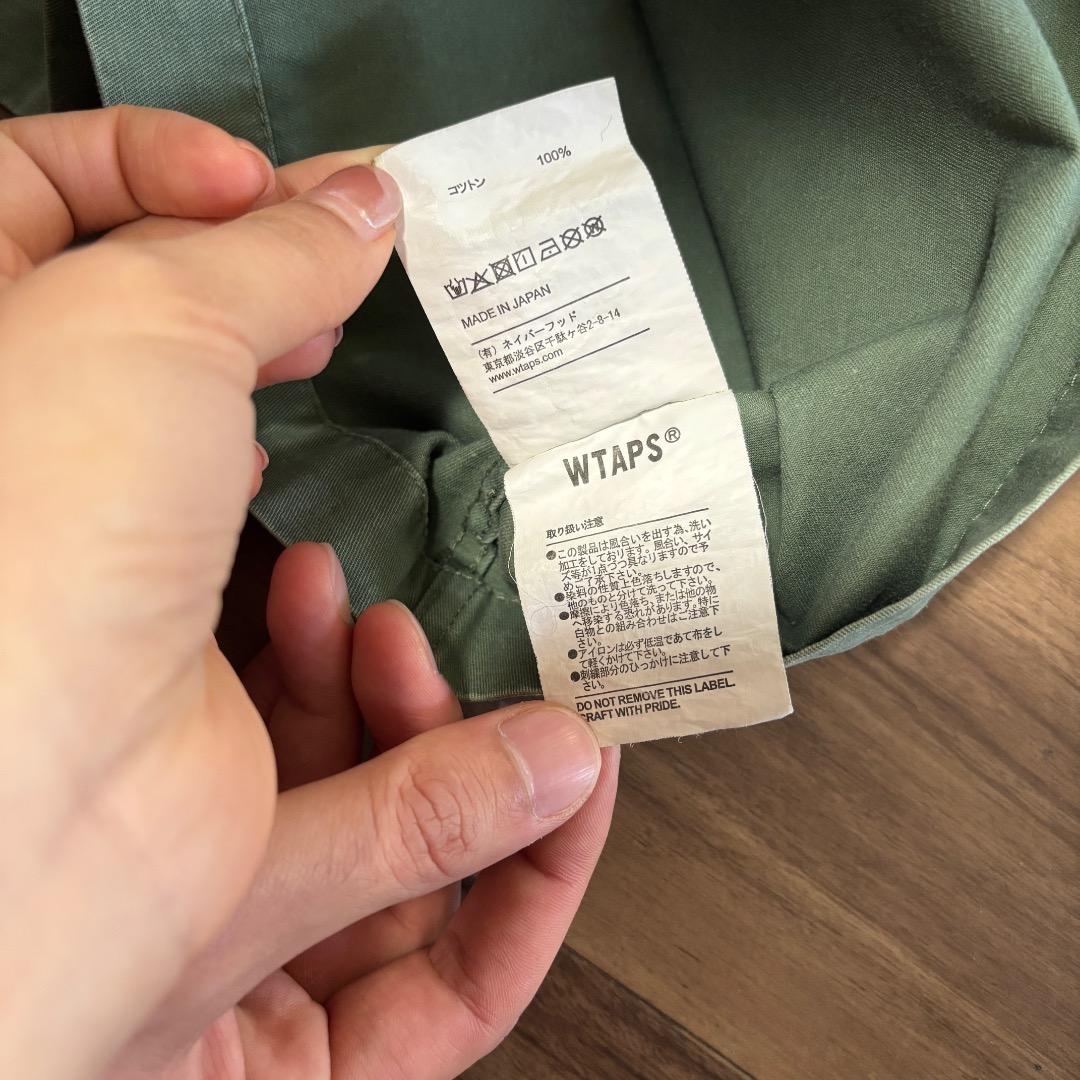 100%
コットン
MADE IN JAPAN
(有)ネイバーフッド
東京都渋谷区千駄ヶ谷2-8-14
www.wtaps.com
WTAPS®
取り扱い注意
●この製品は風合いを出す為、洗い
加工をしております。風合い、サイ
ズ等が1点づつ異なりますので予
めご了承下さい。
●染料の性質上色落ちしますので、
他のものと分けて洗って下さい。
●摩擦により色落ち、または他の物
へ移染する恐れがあります。特に
白物との組み合わせはご注意下
さい。
●アイロンは必ず低温であて布をし
て軽くかけて下さい。
●刺繍部分のひっかけに注意して下
さい。
DO NOT REMOVE THIS LABEL.
CRAFT WITH PRIDE.